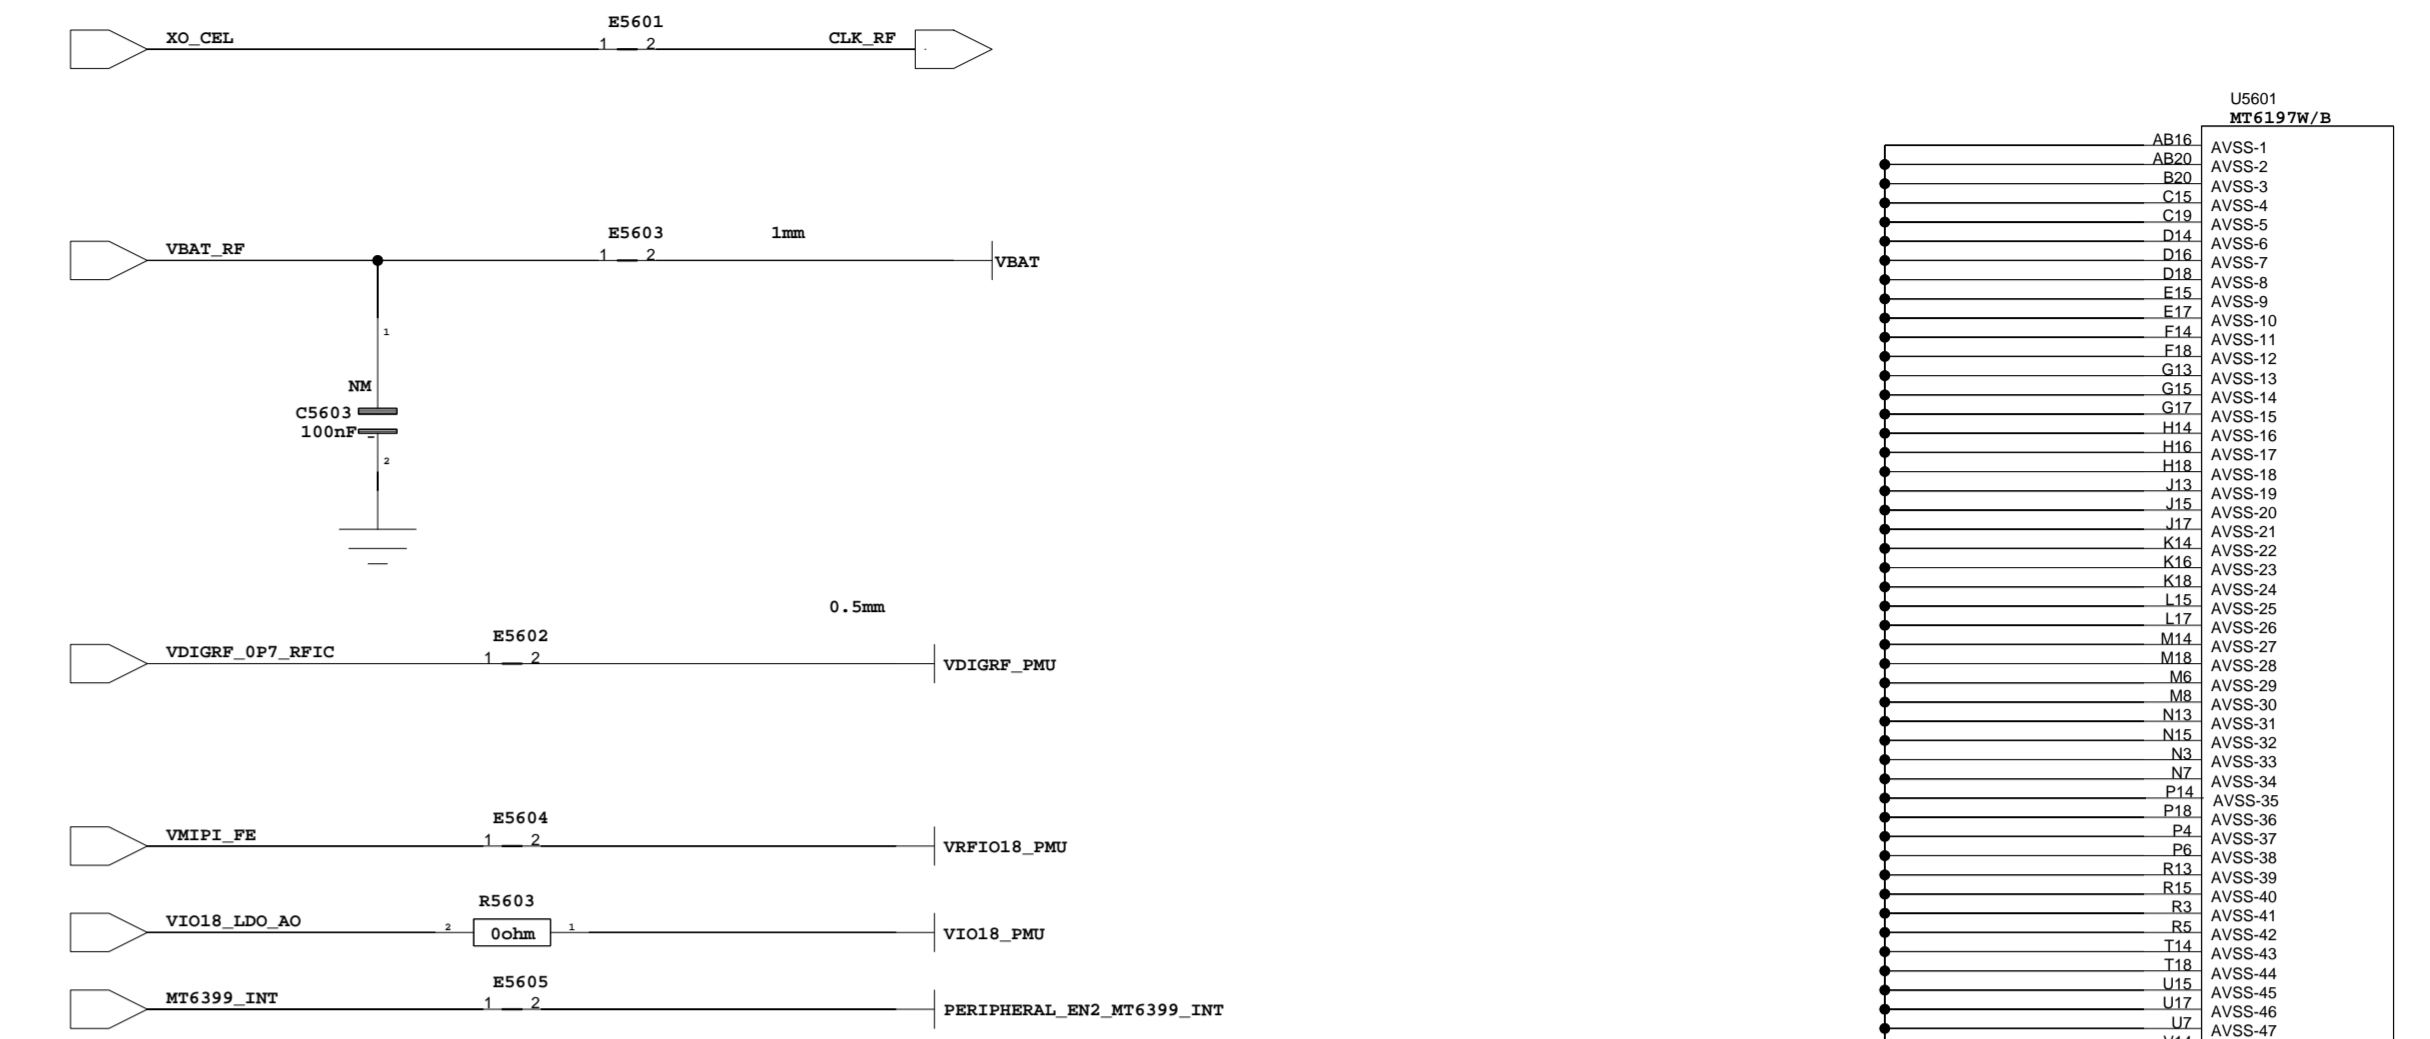 E5601
XO_CEL 1 2 CLK_RF
E5603 1mm
VBAT_RF 1 2 VBAT
1
NM
C5603
100nF
2
0.5mm
E5602
VDIGRF_0P7_RFIC 1 2 VDIGRF_PMU
E5604
VMIPI_FE 1 2 VRFIO18_PMU
R5603
VIO18_LDO_AO 2 0ohm 1 VIO18_PMU
E5605
MT6399_INT 1 2 PERIPHERAL_EN2_MT6399_INT
U5601
MT6197W/B
AB16 AVSS-1
AB20 AVSS-2
B20 AVSS-3
C15 AVSS-4
C19 AVSS-5
D14 AVSS-6
D16 AVSS-7
D18 AVSS-8
E15 AVSS-9
E17 AVSS-10
F14 AVSS-11
F18 AVSS-12
G13 AVSS-13
G15 AVSS-14
G17 AVSS-15
H14 AVSS-16
H16 AVSS-17
H18 AVSS-18
J13 AVSS-19
J15 AVSS-20
J17 AVSS-21
K14 AVSS-22
K16 AVSS-23
K18 AVSS-24
L15 AVSS-25
L17 AVSS-26
M14 AVSS-27
M18 AVSS-28
M6 AVSS-29
M8 AVSS-30
N13 AVSS-31
N15 AVSS-32
N3 AVSS-33
N7 AVSS-34
P14 AVSS-35
P18 AVSS-36
P4 AVSS-37
P6 AVSS-38
R13 AVSS-39
R15 AVSS-40
R3 AVSS-41
R5 AVSS-42
T14 AVSS-43
T18 AVSS-44
U15 AVSS-45
U17 AVSS-46
U7 AVSS-47